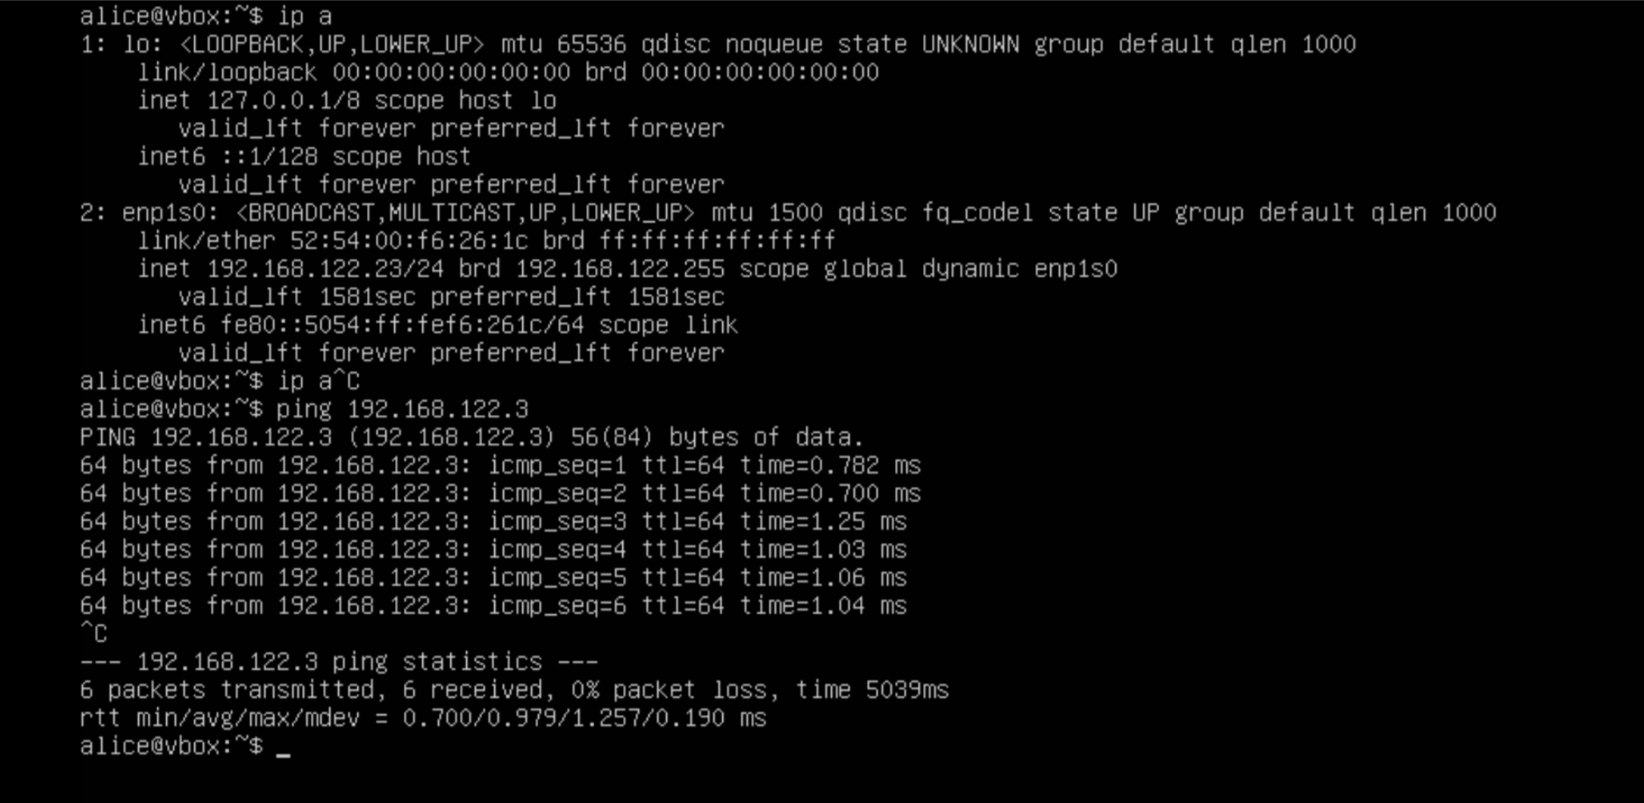 alice@vbox:~$ ip a
1: lo: <LOOPBACK,UP,LOWER_UP> mtu 65536 qdisc noqueue state UNKNOWN group default qlen 1000
    link/loopback 00:00:00:00:00:00 brd 00:00:00:00:00:00
    inet 127.0.0.1/8 scope host lo
       valid_lft forever preferred_lft forever
    inet6 ::1/128 scope host
       valid_lft forever preferred_lft forever
2: enp1s0: <BROADCAST,MULTICAST,UP,LOWER_UP> mtu 1500 qdisc fq_codel state UP group default qlen 1000
    link/ether 52:54:00:f6:26:1c brd ff:ff:ff:ff:ff:ff
    inet 192.168.122.23/24 brd 192.168.122.255 scope global dynamic enp1s0
       valid_lft 1581sec preferred_lft 1581sec
    inet6 fe80::5054:ff:fef6:261c/64 scope link
       valid_lft forever preferred_lft forever
alice@vbox:~$ ip a^C
alice@vbox:~$ ping 192.168.122.3
PING 192.168.122.3 (192.168.122.3) 56(84) bytes of data.
64 bytes from 192.168.122.3: icmp_seq=1 ttl=64 time=0.782 ms
64 bytes from 192.168.122.3: icmp_seq=2 ttl=64 time=0.700 ms
64 bytes from 192.168.122.3: icmp_seq=3 ttl=64 time=1.25 ms
64 bytes from 192.168.122.3: icmp_seq=4 ttl=64 time=1.03 ms
64 bytes from 192.168.122.3: icmp_seq=5 ttl=64 time=1.06 ms
64 bytes from 192.168.122.3: icmp_seq=6 ttl=64 time=1.04 ms
^C
--- 192.168.122.3 ping statistics ---
6 packets transmitted, 6 received, 0% packet loss, time 5039ms
rtt min/avg/max/mdev = 0.700/0.979/1.257/0.190 ms
alice@vbox:~$ _